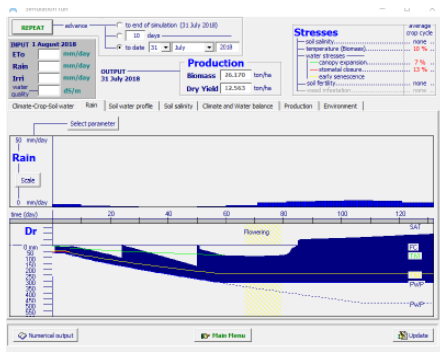 Simulation run
REPEAT
advance
to end of simulation (31 July 2018)
10 days
to date 31 July 2018
INPUT 1 August 2018
ETo mm/day
Rain mm/day
Irri mm/day
water quality dS/m
OUTPUT
31 July 2018
Production
Biomass 26.170 ton/ha
Dry Yield 12.563 ton/ha
Stresses
average
crop cycle
soil salinity none
temperature (Biomass) 10 %
water stresses
canopy expansion 7 %
stomatal closure 13 %
early senescence
soil fertility none
weed infestation none
Climate-Crop-Soil water
Rain
Soil water profile
Soil salinity
Climate and Water balance
Production
Environment
Select parameter
50 mm/day
Rain
Scale
0 mm/day
time (day)
20
40
60
80
100
120
Dr
Flowering
SAT
0 mm
FC
50
100
150
200
250
300
350
400
PWP
450
500
PWP
550
Numerical output
Main Menu
Update